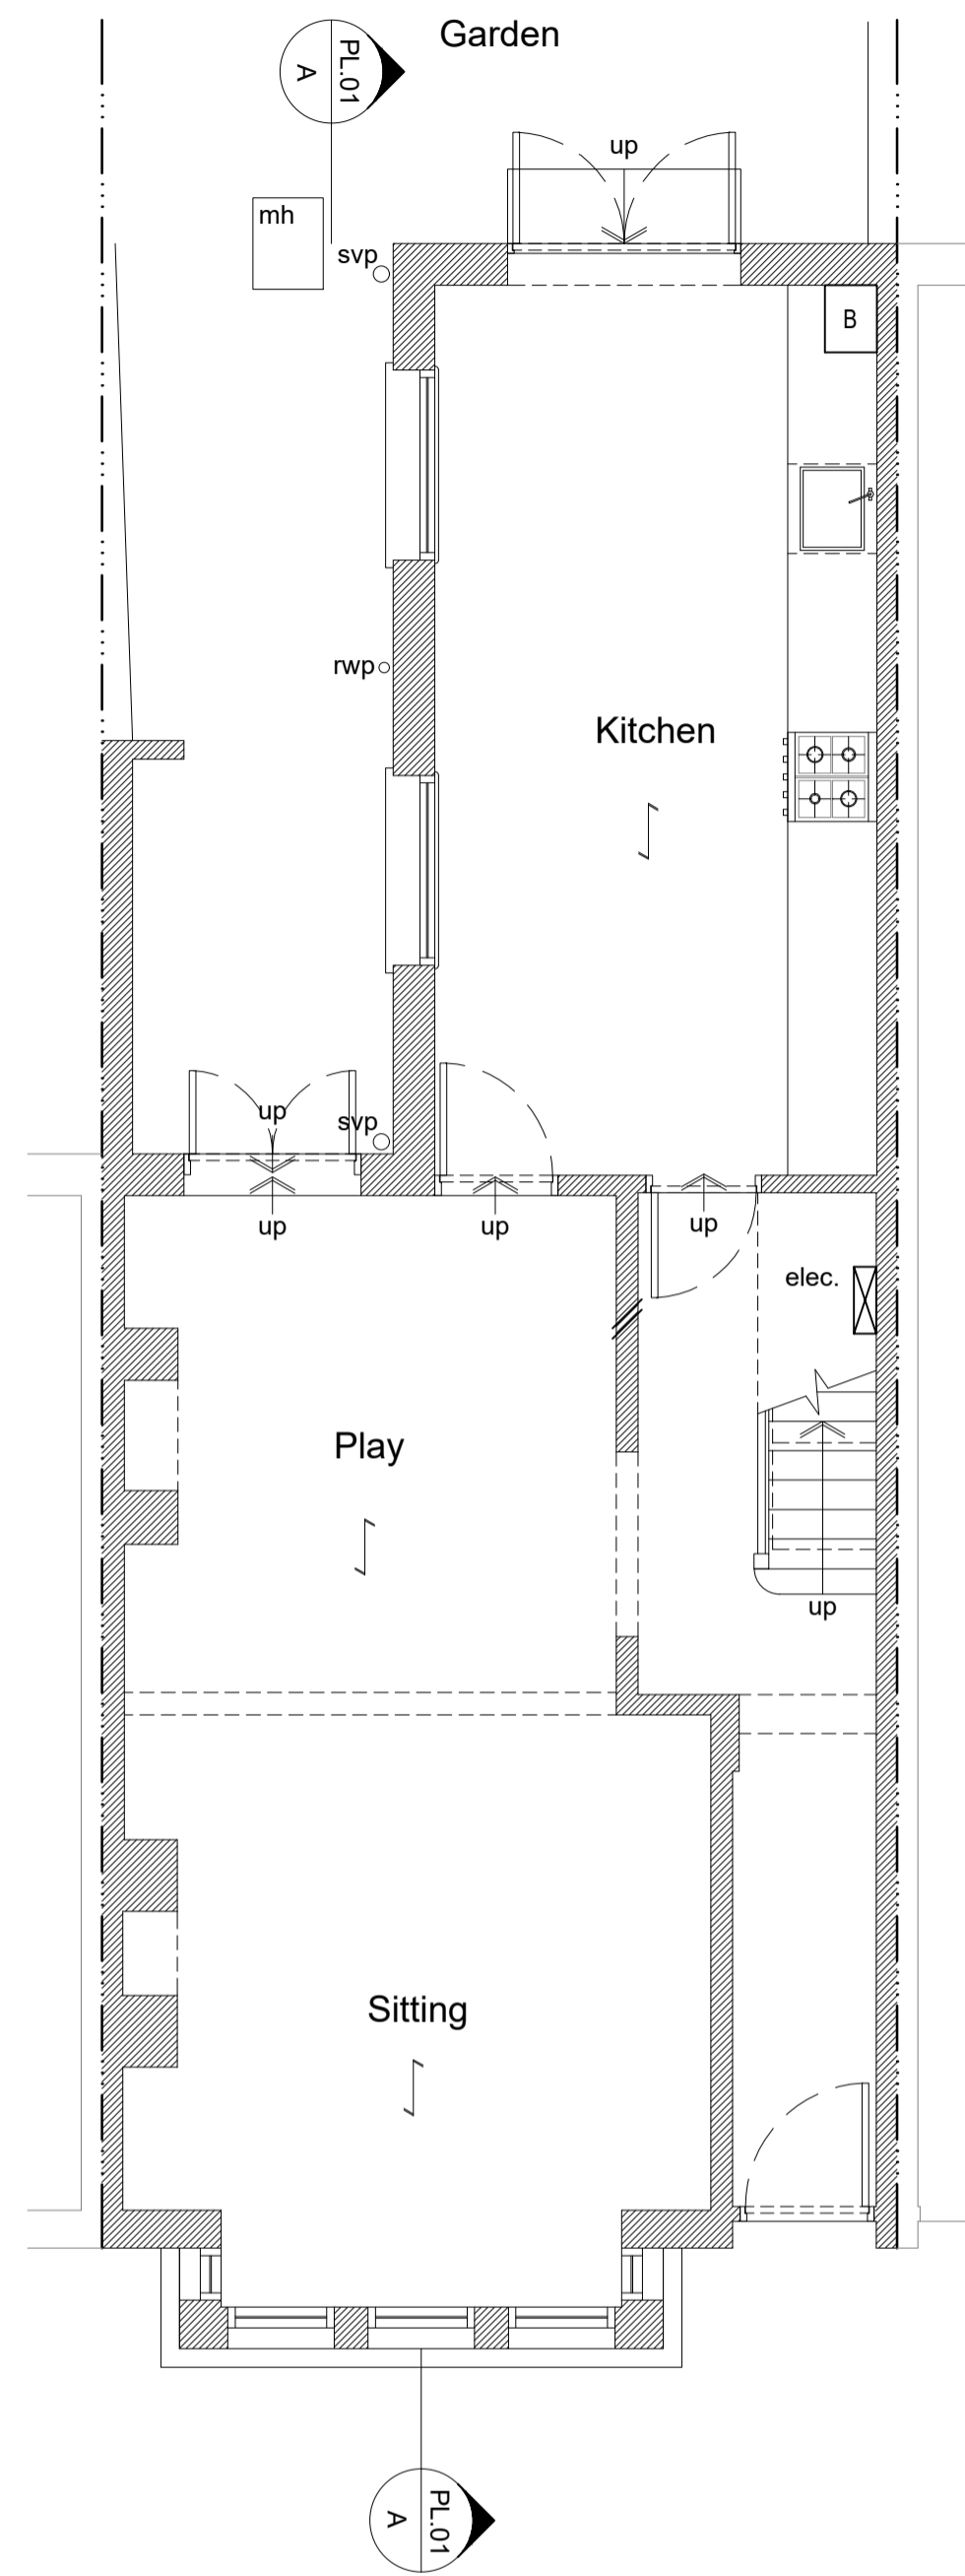 Garden
PL.01
A
up
mh
svp
B
rwp
Kitchen
up
svp
up
up
up
elec.
Play
up
Sitting
PL.01
A